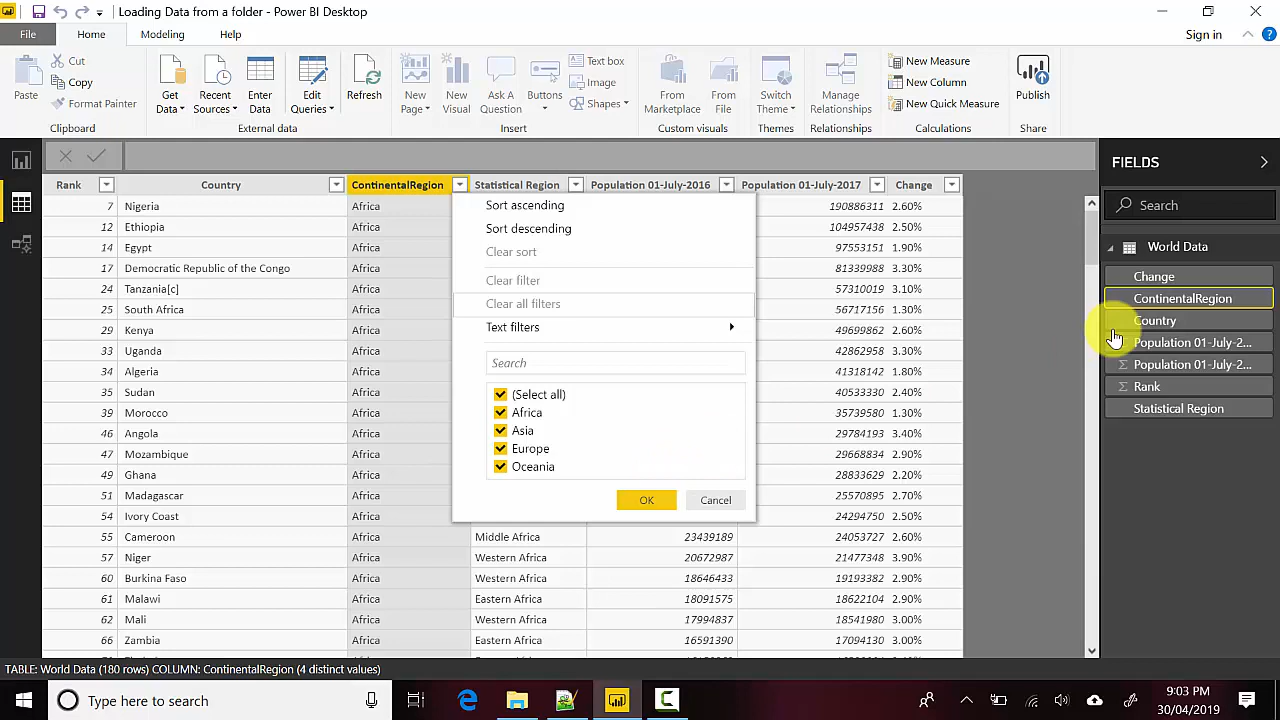 Loading Data from a folder - Power BI Desktop
File Home Modeling Help Sign in
Cut
Copy
Format Painter
Paste
Clipboard
Get Data
Recent Sources
Enter Data
Edit Queries
Refresh
External data
New Page
New Visual
Ask A Question
Buttons
Text box
Image
Shapes
Insert
From Marketplace
From File
Custom visuals
Switch Theme
Themes
Manage Relationships
Relationships
New Measure
New Column
New Quick Measure
Calculations
Publish
Share
Rank Country ContinentalRegion Statistical Region Population 01-July-2016 Population 01-July-2017 Change
7 Nigeria Africa 190886311 2.60%
12 Ethiopia Africa 104957438 2.50%
14 Egypt Africa 97553151 1.90%
17 Democratic Republic of the Congo Africa 81339988 3.30%
24 Tanzania[c] Africa 57310019 3.10%
25 South Africa Africa 56717156 1.30%
29 Kenya Africa 49699862 2.60%
33 Uganda Africa 42862958 3.30%
34 Algeria Africa 41318142 1.80%
35 Sudan Africa 40533330 2.40%
39 Morocco Africa 35739580 1.30%
46 Angola Africa 29784193 3.40%
47 Mozambique Africa 29668834 2.90%
49 Ghana Africa 28833629 2.20%
51 Madagascar Africa 25570895 2.70%
54 Ivory Coast Africa 24294750 2.50%
55 Cameroon Africa Middle Africa 23439189 24053727 2.60%
57 Niger Africa Western Africa 20672987 21477348 3.90%
60 Burkina Faso Africa Western Africa 18646433 19193382 2.90%
61 Malawi Africa Eastern Africa 18091575 18622104 2.90%
62 Mali Africa Western Africa 17994837 18541980 3.00%
66 Zambia Africa Eastern Africa 16591390 17094130 3.00%
Sort ascending
Sort descending
Clear sort
Clear filter
Clear all filters
Text filters
Search
(Select all)
Africa
Asia
Europe
Oceania
OK Cancel
FIELDS
Search
World Data
Change
ContinentalRegion
Country
Population 01-July-2...
Population 01-July-2...
Rank
Statistical Region
TABLE: World Data (180 rows) COLUMN: ContinentalRegion (4 distinct values)
Type here to search
9:03 PM
30/04/2019